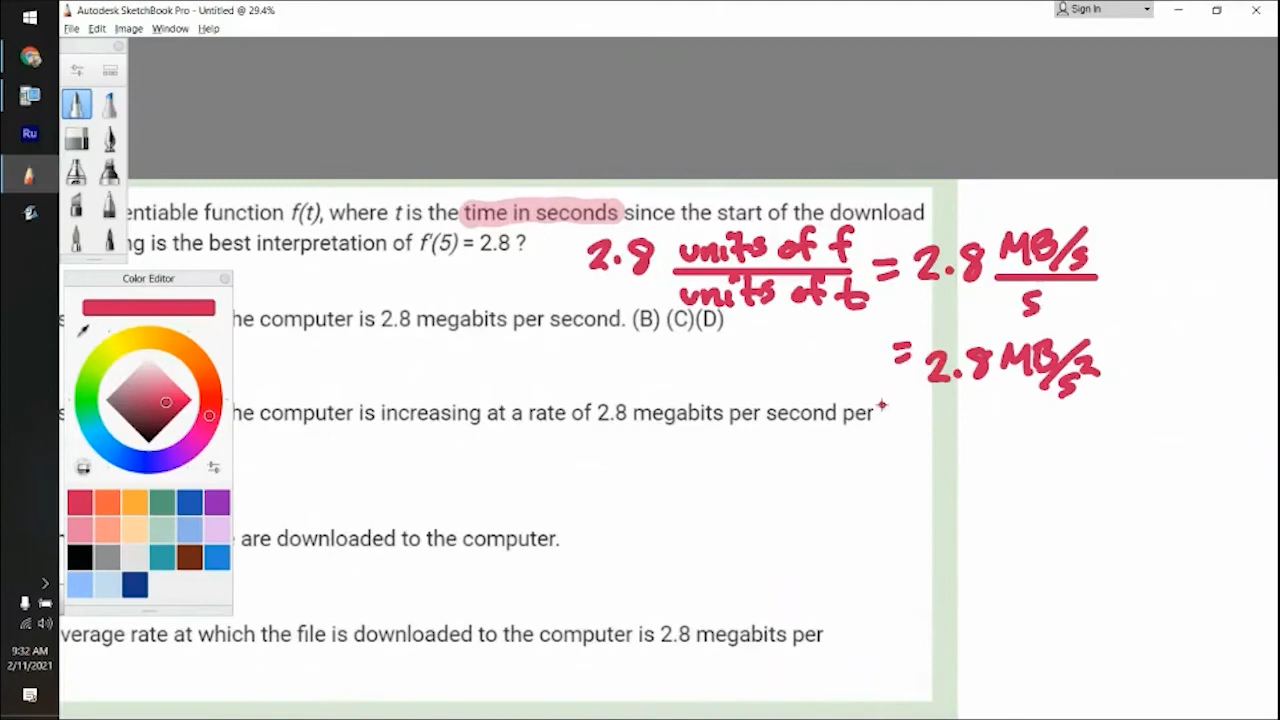 Autodesk SketchBook Pro - Untitled @ 29.4%
Sign In
File Edit Image Window Help
Ru
entiable function f(t), where t is the time in seconds since the start of the download
ng is the best interpretation of f'(5) = 2.8 ?
2.8 units of f / units of t = 2.8 MB/s / s
= 2.8 MB/s²
Color Editor
he computer is 2.8 megabits per second. (B) (C)(D)
he computer is increasing at a rate of 2.8 megabits per second per
are downloaded to the computer.
verage rate at which the file is downloaded to the computer is 2.8 megabits per
9:32 AM
2/11/2021